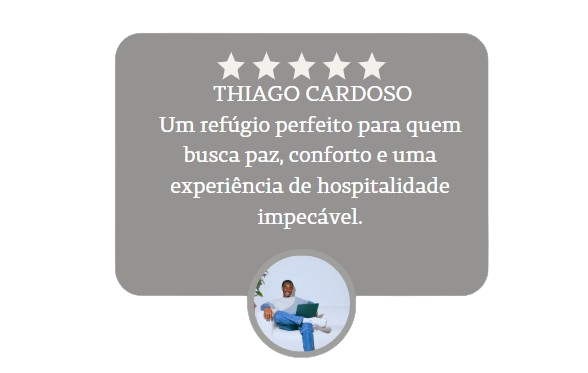 THIAGO CARDOSO
Um refúgio perfeito para quem
busca paz, conforto e uma
experiência de hospitalidade
impecável.